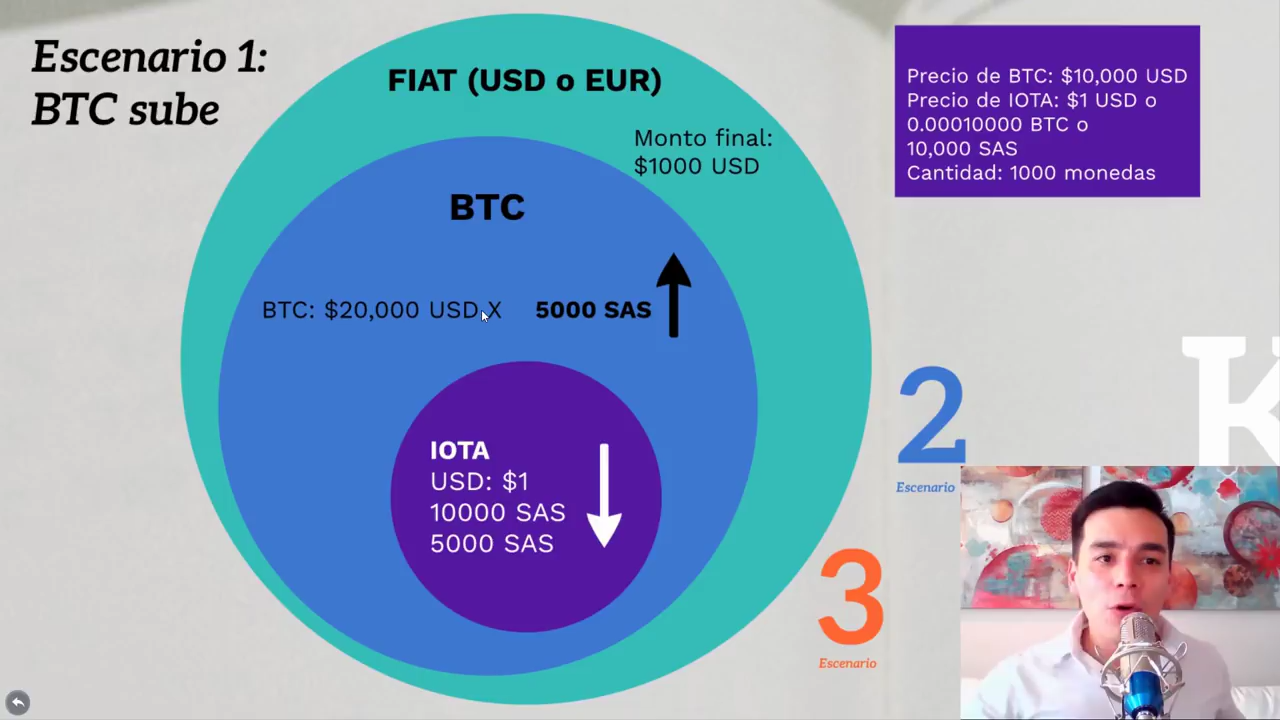 Escenario 1:
BTC sube
FIAT (USD o EUR)
Monto final:
$1000 USD
BTC
BTC: $20,000 USD X 5000 SAS
IOTA
USD: $1
10000 SAS
5000 SAS
Precio de BTC: $10,000 USD
Precio de IOTA: $1 USD o
0.00010000 BTC o
10,000 SAS
Cantidad: 1000 monedas
2
Escenario
3
Escenario
K